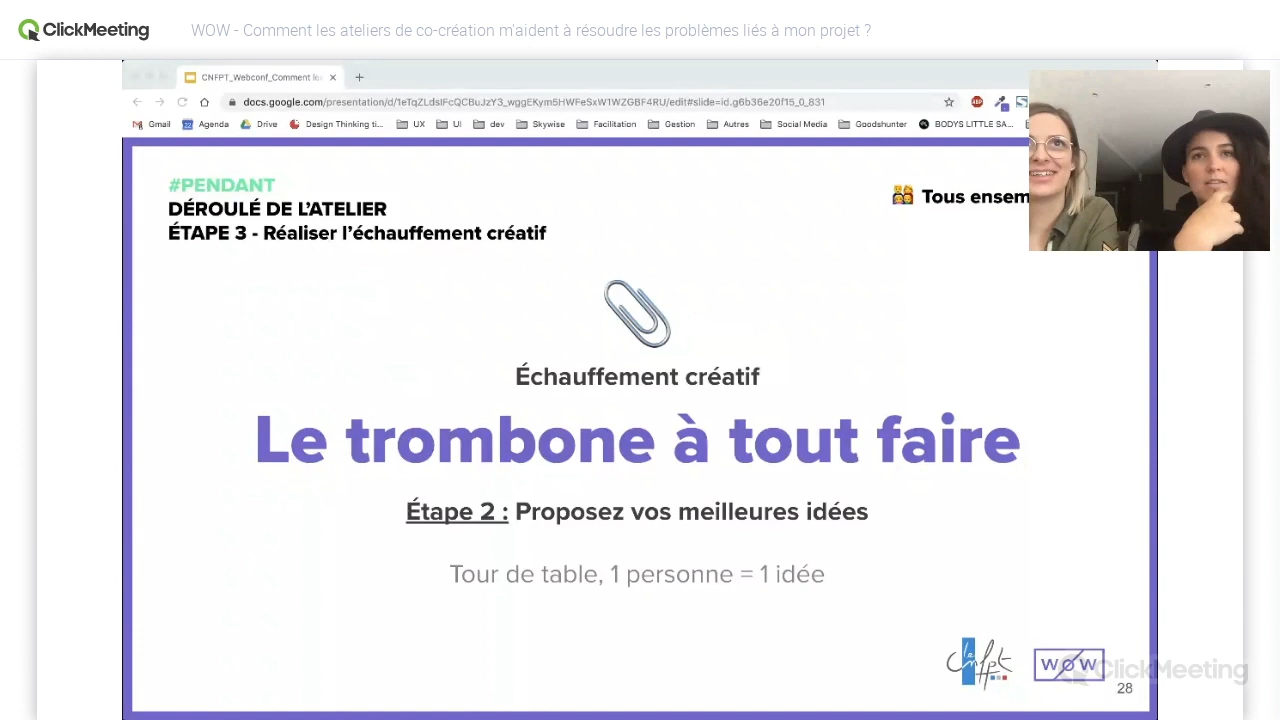 ClickMeeting
WOW - Comment les ateliers de co-création m'aident à résoudre les problèmes liés à mon projet ?
CNFPT_Webconf_Comment le
docs.google.com/presentation/d/1eTqZLdsIFcQCBuJzY3_wggEKym5HWFeSxW1WZGBF4RU/edit#slide=id.g6b36e20f15_0_831
Gmail Agenda Drive Design Thinking ti... UX UI dev Skywise Facilitation Gestion Autres Social Media Goodshunter BODYS LITTLE SA...
#PENDANT
DÉROULÉ DE L'ATELIER
ÉTAPE 3 - Réaliser l'échauffement créatif
Tous ensem
Échauffement créatif
Le trombone à tout faire
Étape 2 : Proposez vos meilleures idées
Tour de table, 1 personne = 1 idée
le cnfpt
WOW
ClickMeeting
28